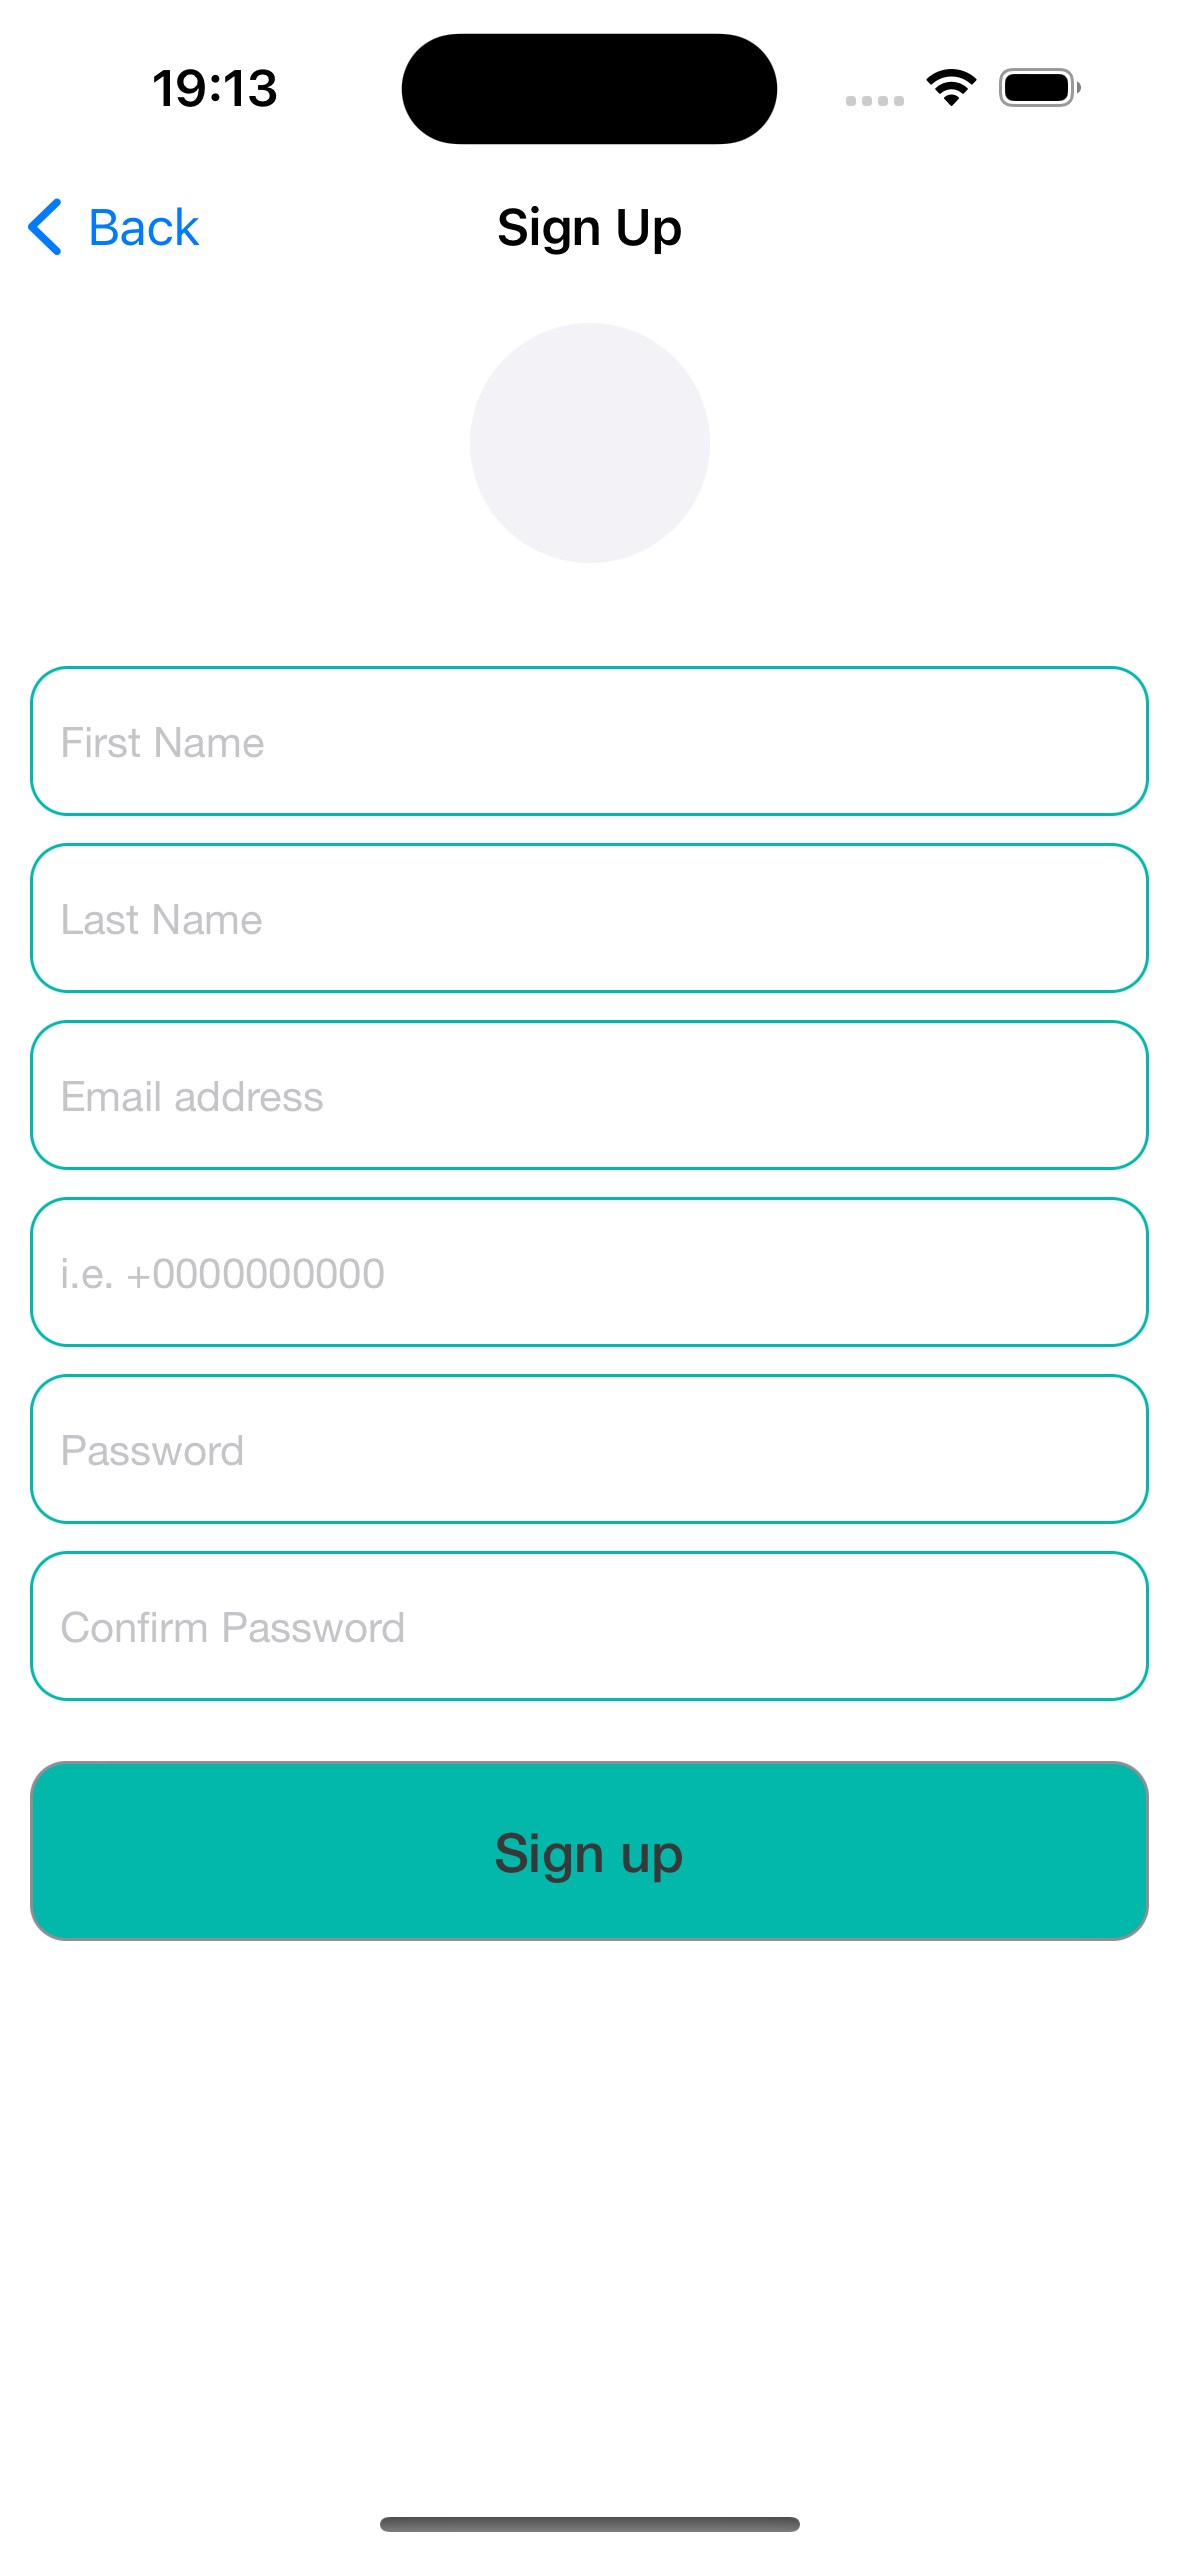 19:13
Back
Sign Up
First Name
Last Name
Email address
i.e. +0000000000
Password
Confirm Password
Sign up